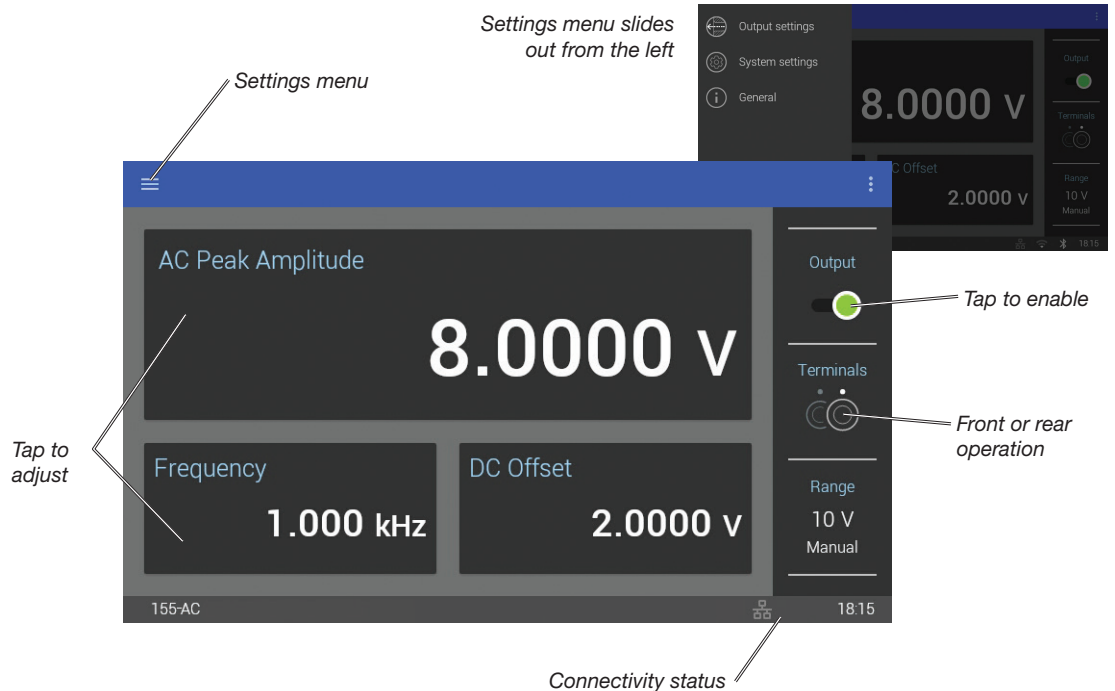 Settings menu slides
out from the left
Output settings
System settings
General
8.0000 V
C Offset
2.0000 V
Output
Terminals
Range
10 V
Manual
18:15
Settings menu
AC Peak Amplitude
8.0000 V
Frequency
1.000 kHz
DC Offset
2.0000 V
Output
Terminals
Range
10 V
Manual
155-AC
18:15
Tap to enable
Front or rear
operation
Tap to
adjust
Connectivity status